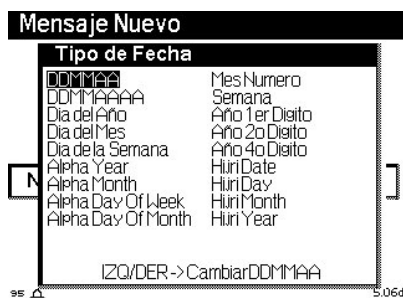 Mensaje Nuevo
Tipo de Fecha
DDMMAA
DDMMAAAA
Dia del Año
Dia del Mes
Dia de la Semana
Alpha Year
Alpha Month
Alpha Day Of Week
Alpha Day Of Month
Mes Numero
Semana
Año 1er Digito
Año 2o Digito
Año 4o Digito
Hijri Date
Hijri Day
Hijri Month
Hijri Year
N
IZQ/DER->CambiarDDMMAA
95
5.06d